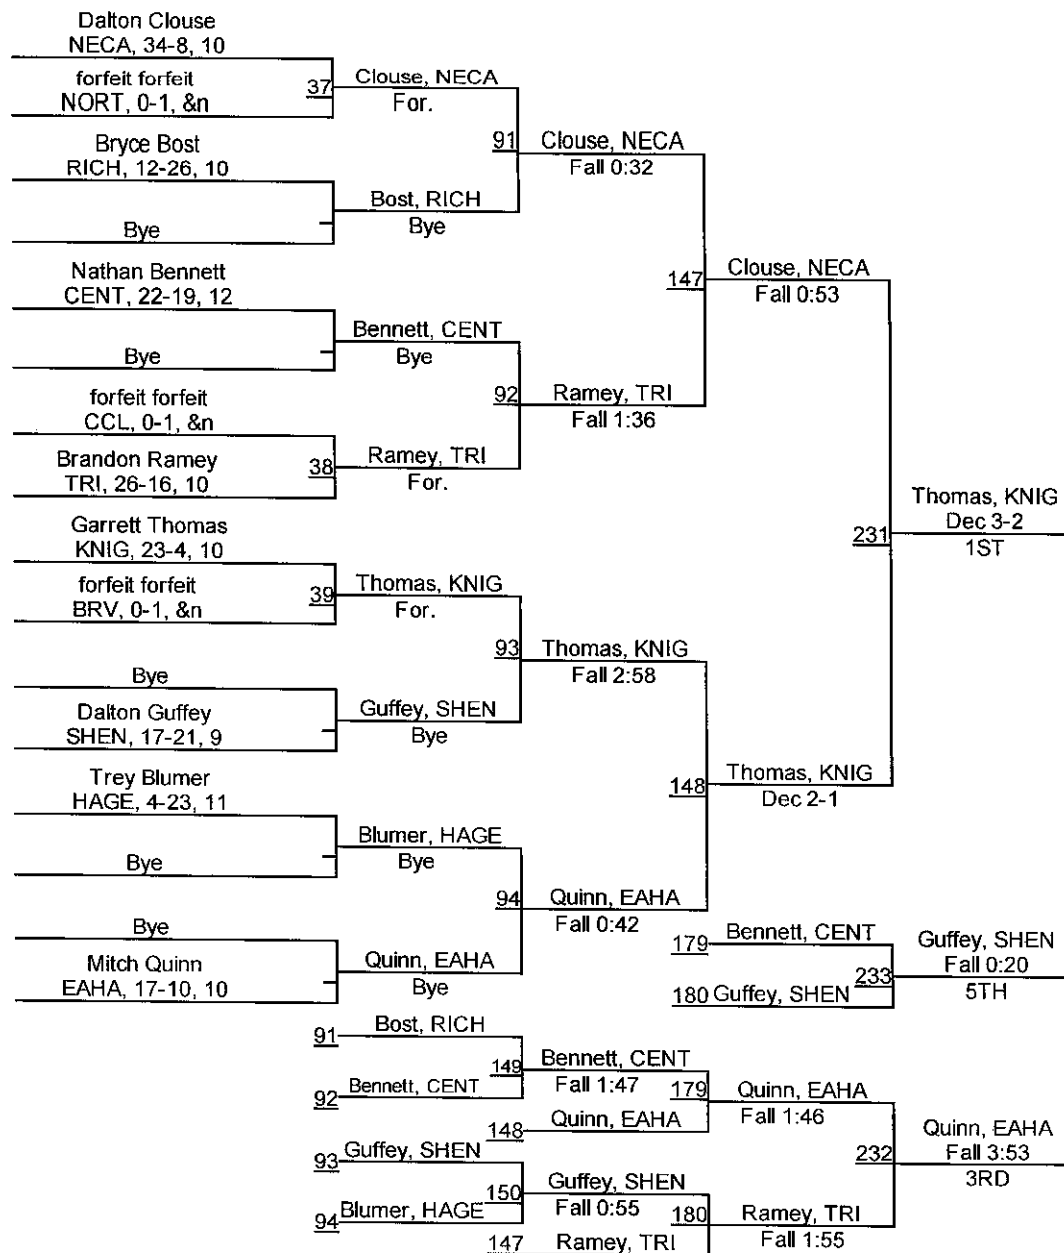 Dalton Clouse
NECA, 34-8, 10
forfeit forfeit
NORT, 0-1, &n
37
Clouse, NECA
For.
Bryce Bost
RICH, 12-26, 10
Bye
Bost, RICH
Bye
91
Clouse, NECA
Fall 0:32
Nathan Bennett
CENT, 22-19, 12
Bye
Bennett, CENT
Bye
forfeit forfeit
CCL, 0-1, &n
Brandon Ramey
TRI, 26-16, 10
38
Ramey, TRI
For.
92
Ramey, TRI
Fall 1:36
147
Clouse, NECA
Fall 0:53
Garrett Thomas
KNIG, 23-4, 10
forfeit forfeit
BRV, 0-1, &n
39
Thomas, KNIG
For.
Bye
Dalton Guffey
SHEN, 17-21, 9
Guffey, SHEN
Bye
93
Thomas, KNIG
Fall 2:58
Trey Blumer
HAGE, 4-23, 11
Bye
Blumer, HAGE
Bye
Bye
Mitch Quinn
EAHA, 17-10, 10
Quinn, EAHA
Bye
94
Quinn, EAHA
Fall 0:42
148
Thomas, KNIG
Dec 2-1
231
Thomas, KNIG
Dec 3-2
1ST
179
Bennett, CENT
180
Guffey, SHEN
233
Guffey, SHEN
Fall 0:20
5TH
91
Bost, RICH
92
Bennett, CENT
149
Bennett, CENT
Fall 1:47
148
Quinn, EAHA
179
Quinn, EAHA
Fall 1:46
93
Guffey, SHEN
94
Blumer, HAGE
150
Guffey, SHEN
Fall 0:55
147
Ramey, TRI
180
Ramey, TRI
Fall 1:55
232
Quinn, EAHA
Fall 3:53
3RD